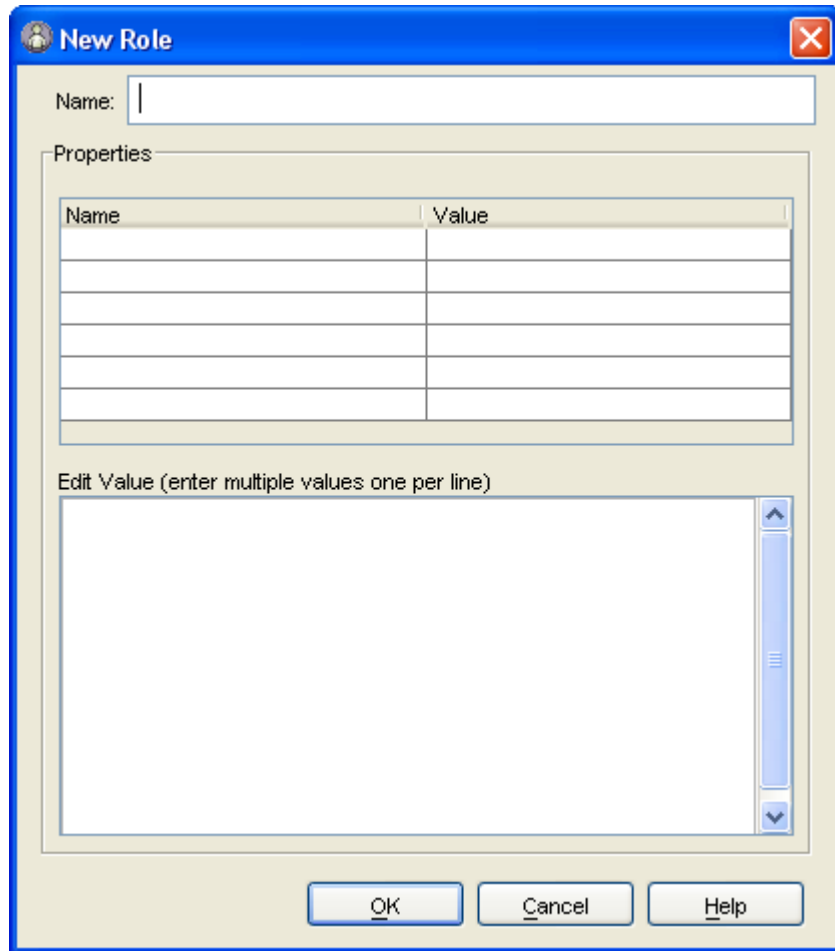 New Role
Name:
Properties
Name Value
Edit Value (enter multiple values one per line)
OK Cancel Help